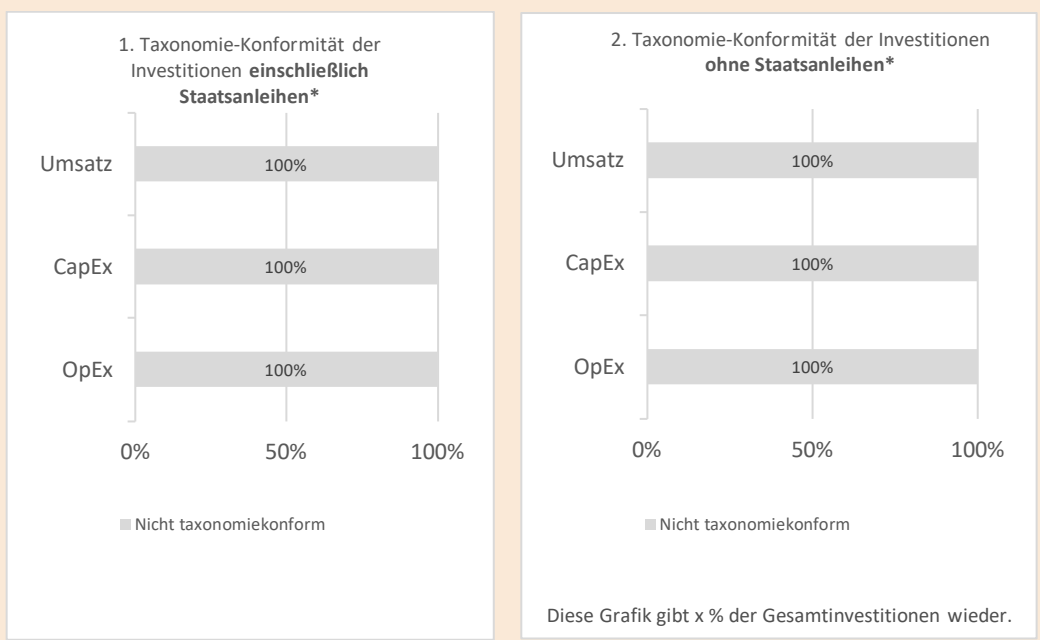 1. Taxonomie-Konformität der
Investitionen einschließlich
Staatsanleihen*
Umsatz
100%
CapEx
100%
OpEx
100%
0%
50%
100%
Nicht taxonomiekonform
2. Taxonomie-Konformität der Investitionen
ohne Staatsanleihen*
Umsatz
100%
CapEx
100%
OpEx
100%
0%
50%
100%
Nicht taxonomiekonform
Diese Grafik gibt x % der Gesamtinvestitionen wieder.